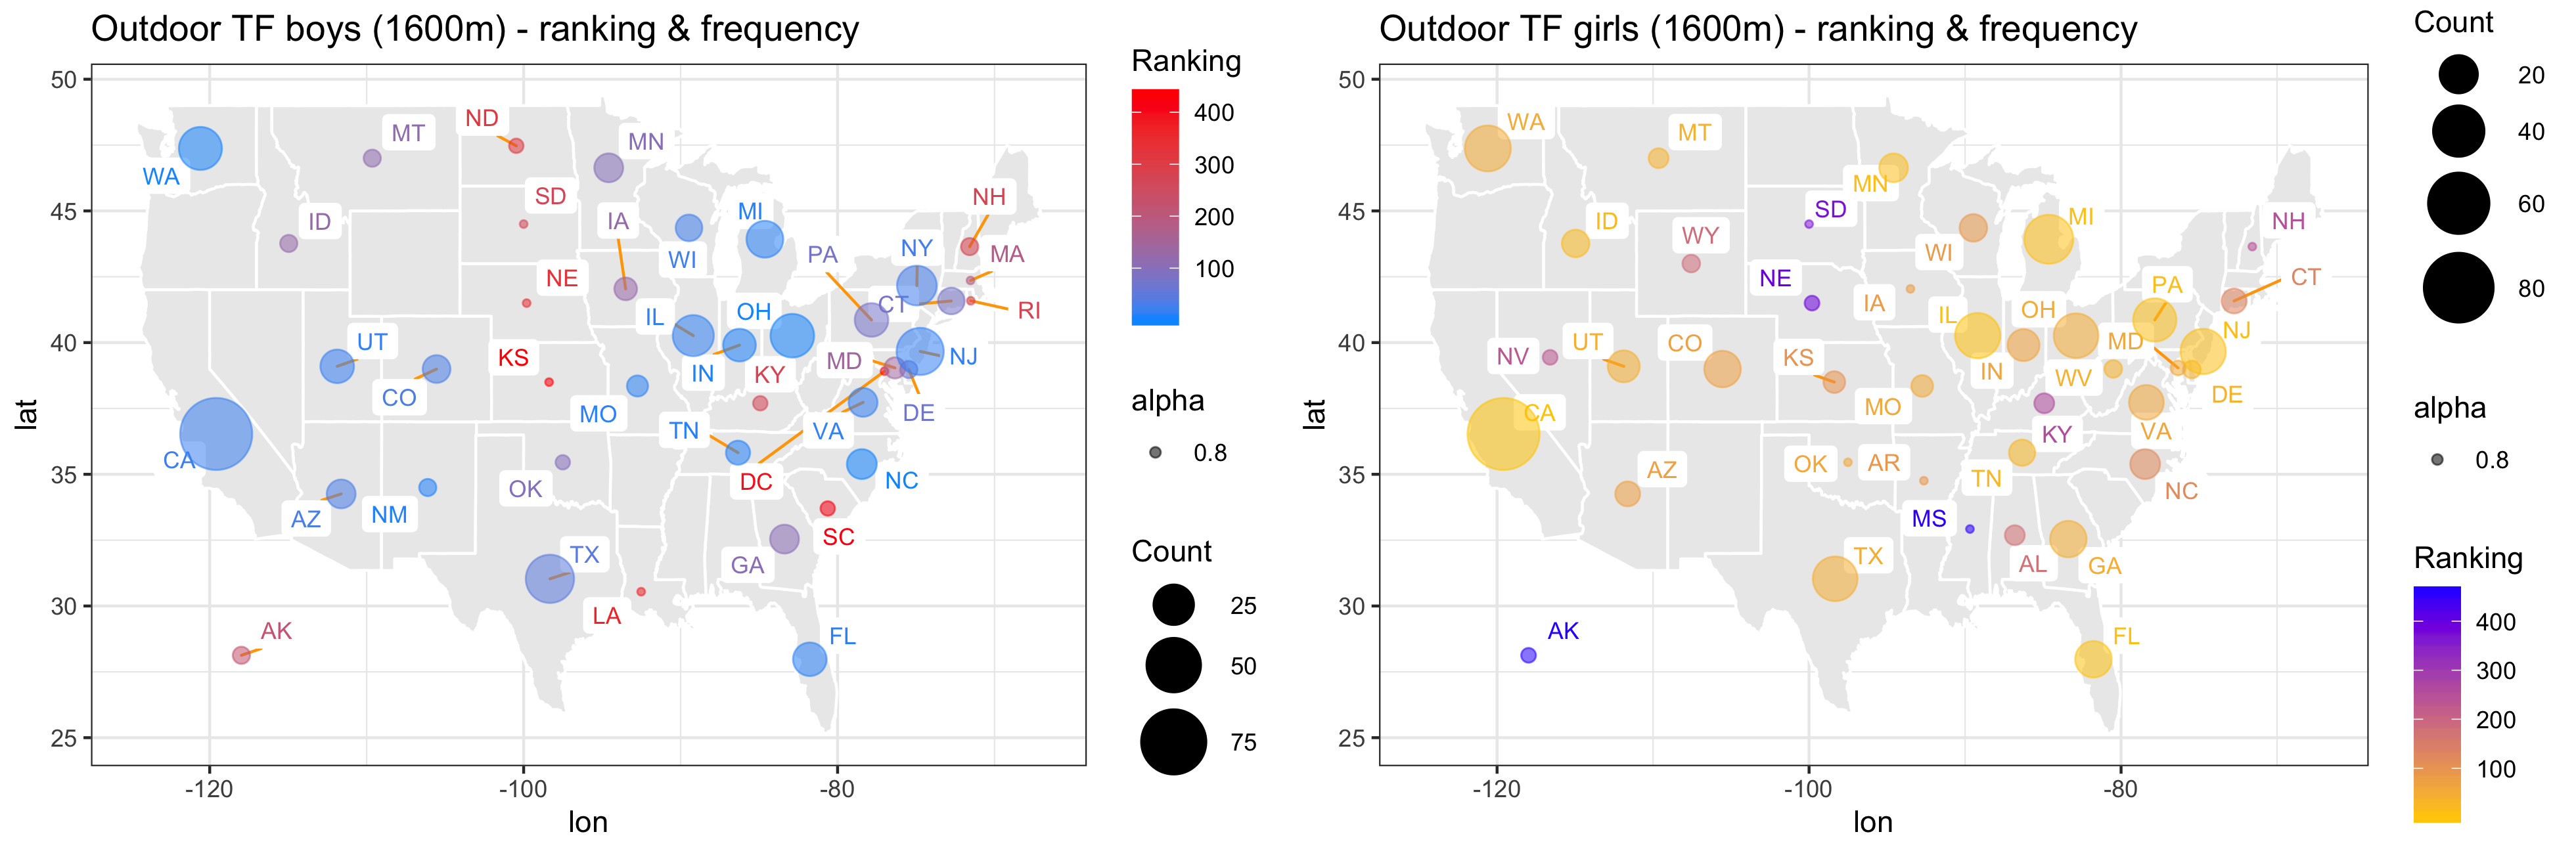 Outdoor TF boys (1600m) - ranking & frequency
50
45
40
35
30
25
lat
-120
-100
-80
lon
WA
MT
ND
MN
ID
SD
IA
WI
MI
NH
MA
NY
PA
CT
RI
NE
IL
OH
UT
CO
KS
IN
KY
MD
NJ
DE
MO
TN
VA
CA
OK
DC
NC
AZ
NM
SC
TX
GA
LA
AK
FL
Ranking
400
300
200
100
alpha
0.8
Count
25
50
75
Outdoor TF girls (1600m) - ranking & frequency
50
45
40
35
30
25
lat
-120
-100
-80
lon
WA
MT
MN
ID
SD
MI
NH
WY
WI
NE
IA
CT
PA
IL
OH
NJ
NV
UT
CO
KS
MD
IN
WV
DE
MO
CA
KY
VA
AZ
OK
AR
TN
NC
MS
TX
AL
GA
AK
FL
Count
20
40
60
80
alpha
0.8
Ranking
400
300
200
100